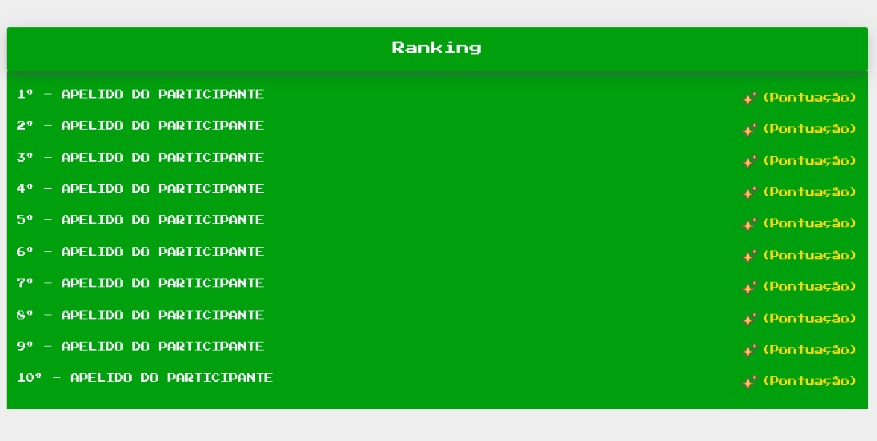 Ranking
1º - APELIDO DO PARTICIPANTE (Pontuação)
2º - APELIDO DO PARTICIPANTE (Pontuação)
3º - APELIDO DO PARTICIPANTE (Pontuação)
4º - APELIDO DO PARTICIPANTE (Pontuação)
5º - APELIDO DO PARTICIPANTE (Pontuação)
6º - APELIDO DO PARTICIPANTE (Pontuação)
7º - APELIDO DO PARTICIPANTE (Pontuação)
8º - APELIDO DO PARTICIPANTE (Pontuação)
9º - APELIDO DO PARTICIPANTE (Pontuação)
10º - APELIDO DO PARTICIPANTE (Pontuação)